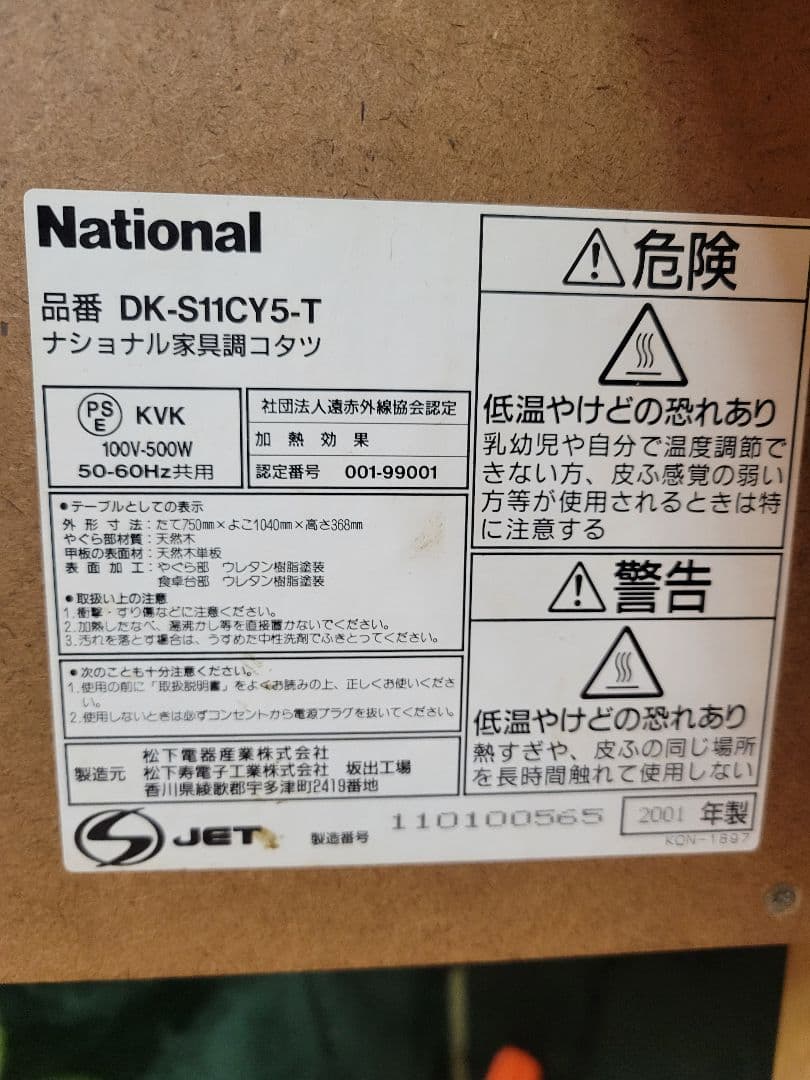 National
品番 DK-S11CY5-T
ナショナル家具調コタツ
PSE KVK
100V-500W
50-60Hz共用
社団法人遠赤外線協会認定
加熱効果
認定番号 001-99001
●テーブルとしての表示
外形寸法：たて750mm×よこ1040mm×高さ368mm
やぐら部材質：天然木
甲板の表面材：天然木単板
表面加工：やぐら部 ウレタン樹脂塗装
食卓台部 ウレタン樹脂塗装
●取扱い上の注意
1.衝撃・すり傷などに注意ください。
2.加熱したなべ、湯沸かし等を直接置かないでください。
3.汚れを落とす場合は、うすめた中性洗剤でふきとってください。
●次のことも十分注意ください。
1.使用の前に「取扱説明書」をよくお読みの上、正しくお使いくださ
い。
2.使用しないときは必ずコンセントから電源プラグを抜いてください。
製造元
松下電器産業株式会社
松下寿電子工業株式会社 坂出工場
香川県綾歌郡宇多津町2419番地
JET
製造番号 110100565
2001 年製
KQN-1897
危険
低温やけどの恐れあり
乳幼児や自分で温度調節で
きない方、皮ふ感覚の弱い
方等が使用されるときは特
に注意する
警告
低温やけどの恐れあり
熱すぎや、皮ふの同じ場所
を長時間触れて使用しない